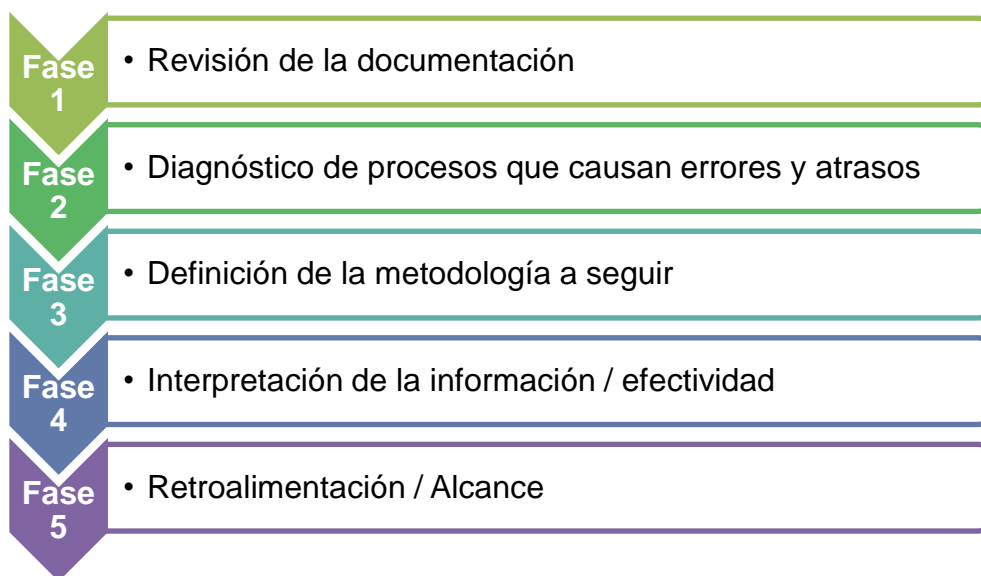 Fase
1
• Revisión de la documentación
Fase
2
• Diagnóstico de procesos que causan errores y atrasos
Fase
3
• Definición de la metodología a seguir
Fase
4
• Interpretación de la información / efectividad
Fase
5
• Retroalimentación / Alcance